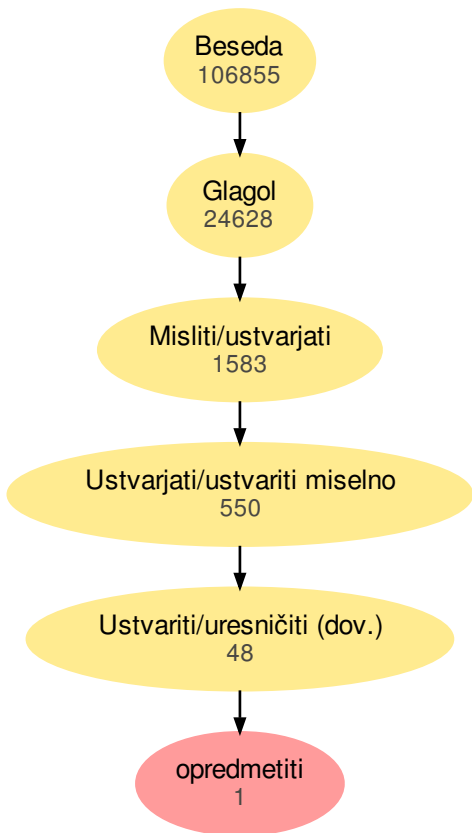 Beseda
106855
Glagol
24628
Misliti/ustvarjati
1583
Ustvarjati/ustvariti miselno
550
Ustvariti/uresničiti (dov.)
48
opredmetiti
1